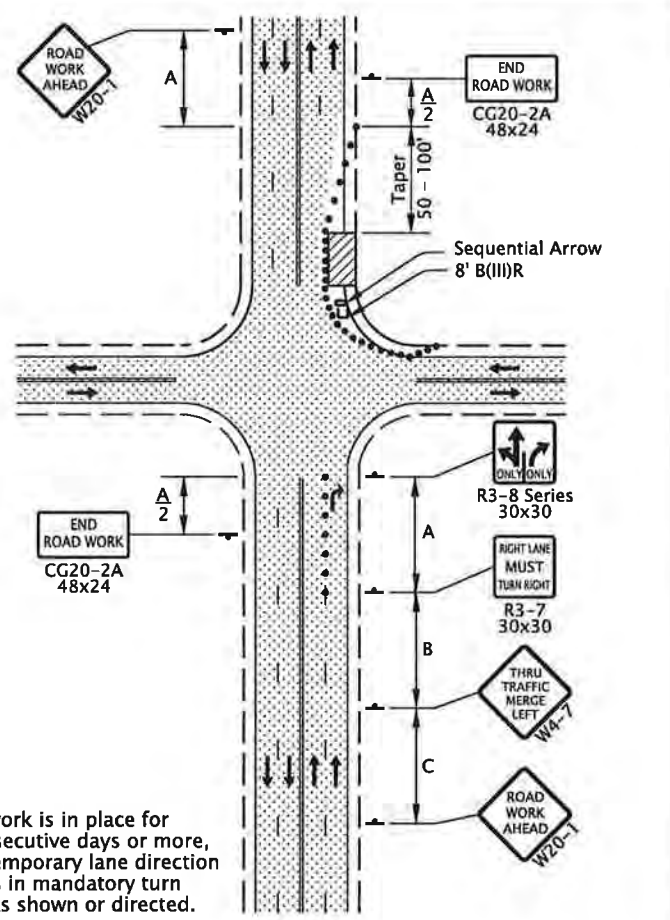 ROAD
WORK
AHEAD
W20-1
A
END
ROAD WORK
CG20-2A
48x24
A
2
Taper
50 - 100'
Sequential Arrow
8' B(III)R
ONLY ONLY
R3-8 Series
30x30
A
2
END
ROAD WORK
CG20-2A
48x24
A
RIGHT LANE
MUST
TURN RIGHT
R3-7
30x30
B
THRU
TRAFFIC
MERGE
LEFT
W4-7
C
ROAD
WORK
AHEAD
W20-1
work is in place for
secutive days or more,
emporary lane direction
in mandatory turn
s shown or directed.